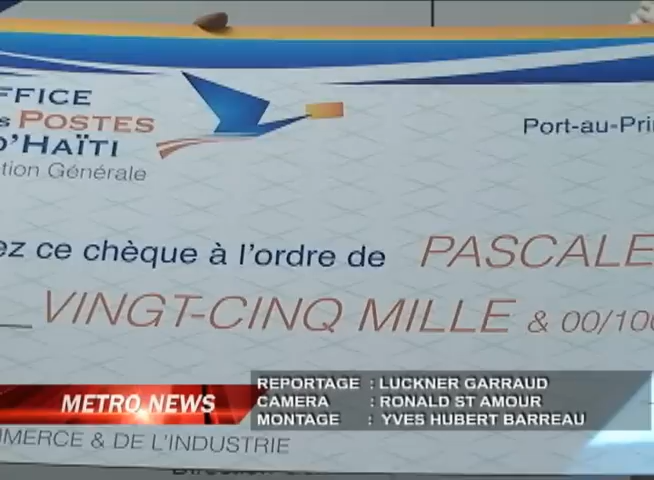 FFICE
S POSTES
D'HAÏTI
tion Générale
Port-au-Pri
ez ce chèque à l'ordre de PASCALE
VINGT-CINQ MILLE & 00/100
METRO NEWS
REPORTAGE : LUCKNER GARRAUD
CAMERA : RONALD ST AMOUR
MONTAGE : YVES HUBERT BARREAU
MMERCE & DE L'INDUSTRIE